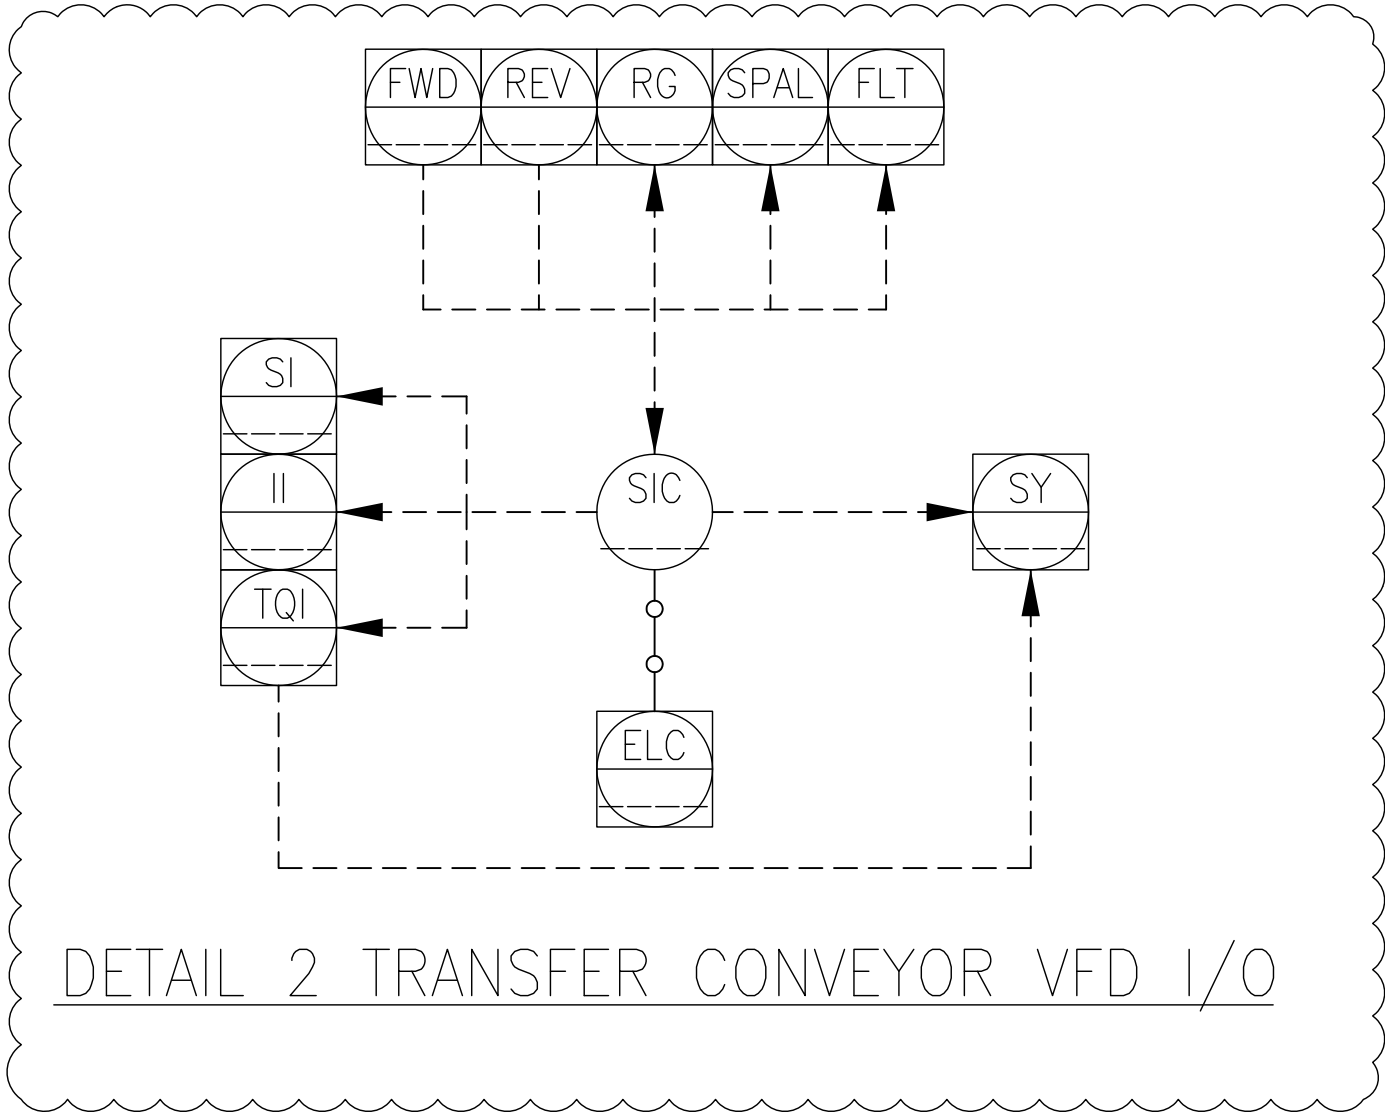 FWD REV RG SPAL FLT
SI
II
SIC
SY
TQI
ELC
DETAIL 2 TRANSFER CONVEYOR VFD I/O